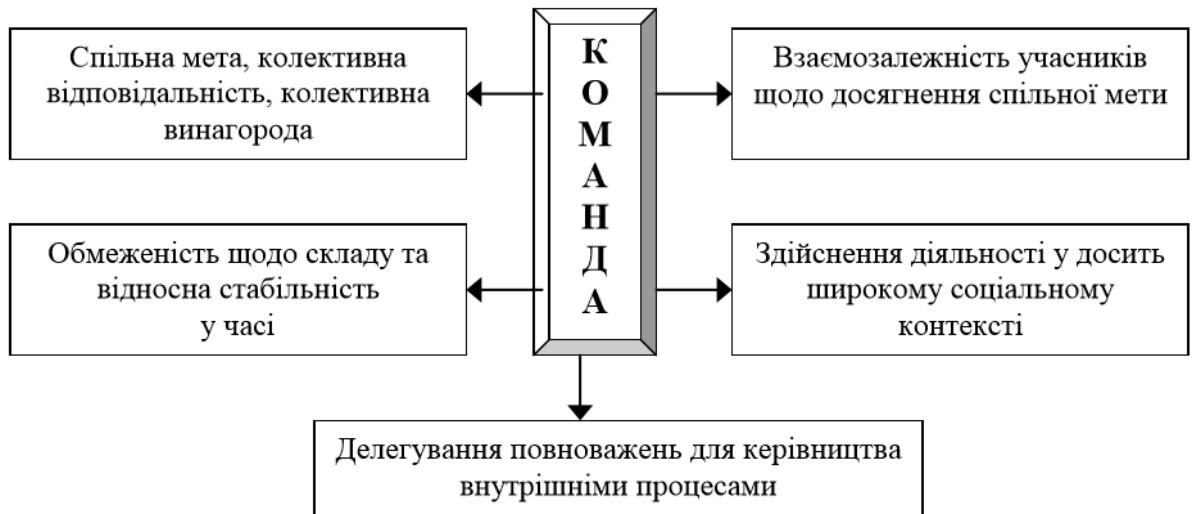 Спільна мета, колективна
відповідальність, колективна
винагорода
К
О
М
А
Н
Д
А
Взаємозалежність учасників
щодо досягнення спільної мети
Обмеженість щодо складу та
відносна стабільність
у часі
Здійснення діяльності у досить
широкому соціальному
контексті
Делегування повноважень для керівництва
внутрішніми процесами